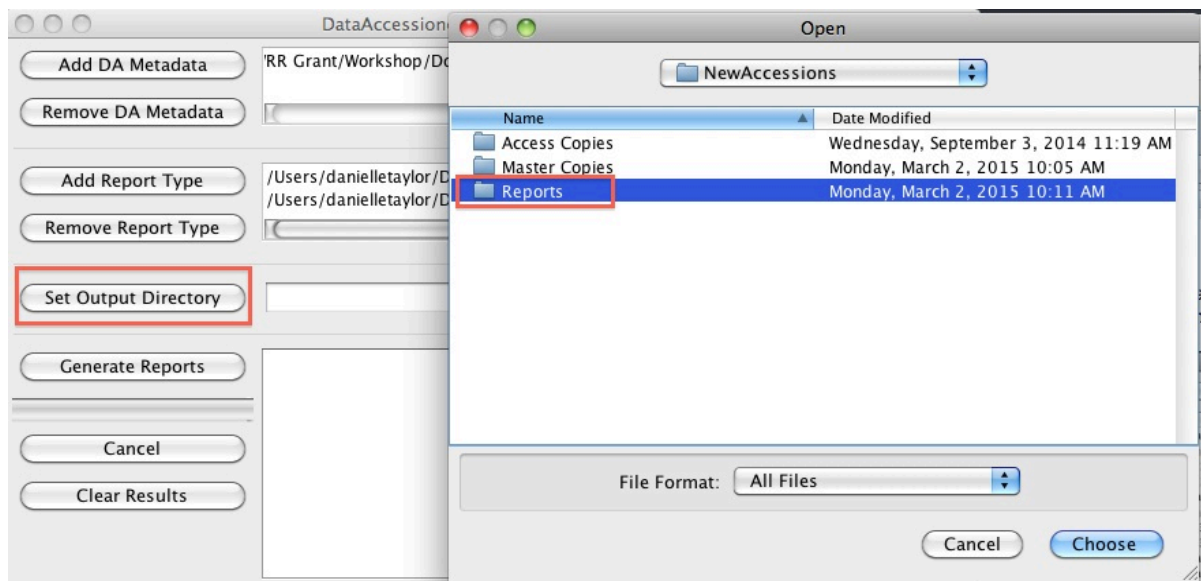 DataAccession
Add DA Metadata
'RR Grant/Workshop/Do
Remove DA Metadata
Add Report Type
/Users/danielletaylor/D
/Users/danielletaylor/D
Remove Report Type
Set Output Directory
Generate Reports
Cancel
Clear Results
Open
NewAccessions
Name Date Modified
Access Copies Wednesday, September 3, 2014 11:19 AM
Master Copies Monday, March 2, 2015 10:05 AM
Reports Monday, March 2, 2015 10:11 AM
File Format: All Files
Cancel Choose